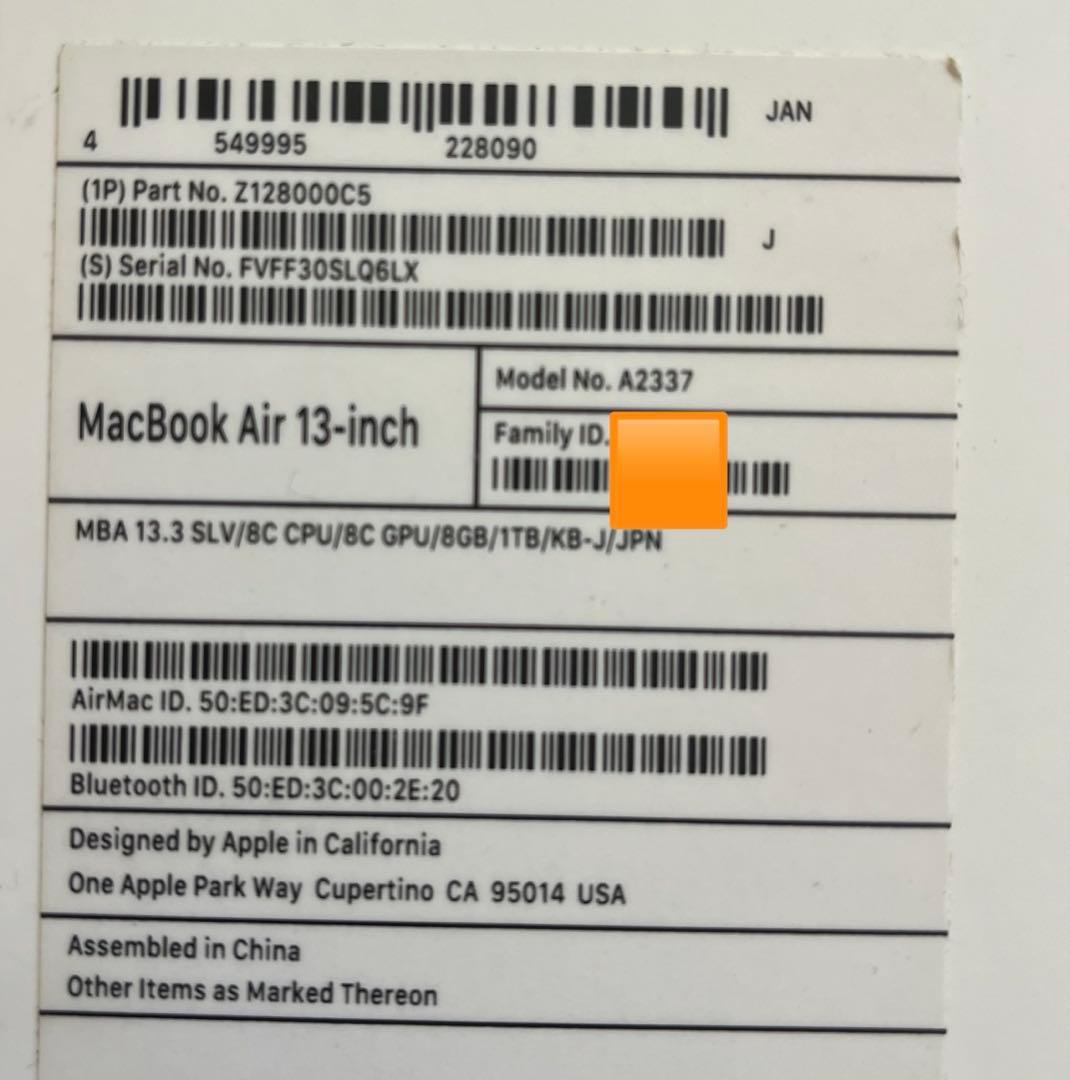 JAN
4 549995 228090
(1P) Part No. Z128000C5
J
(S) Serial No. FVFF30SLQ6LX
MacBook Air 13-inch
Model No. A2337
Family ID.
MBA 13.3 SLV/8C CPU/8C GPU/8GB/1TB/KB-J/JPN
AirMac ID. 50:ED:3C:09:5C:9F
Bluetooth ID. 50:ED:3C:00:2E:20
Designed by Apple in California
One Apple Park Way Cupertino CA 95014 USA
Assembled in China
Other Items as Marked Thereon